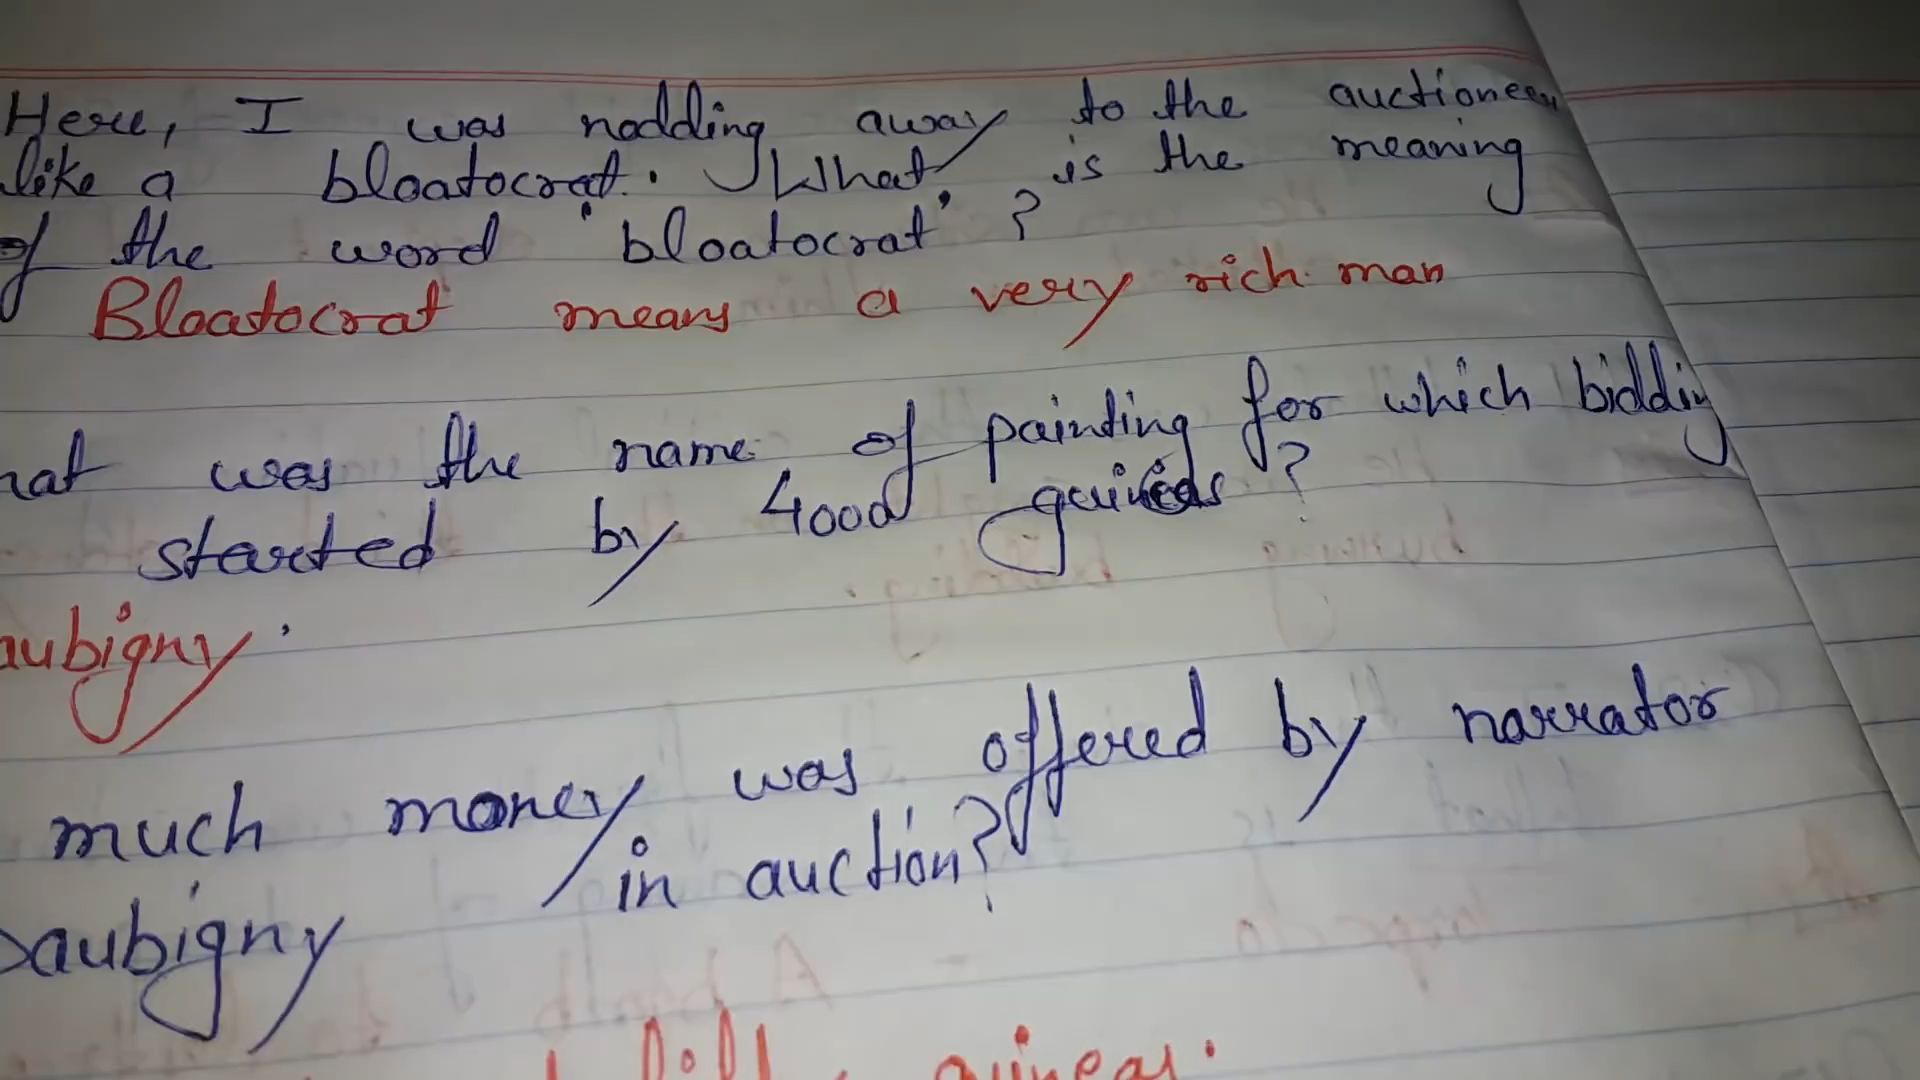 Here, I was nodding away to the auctioneer
like a bloatocrat. What is the meaning
of the word 'bloatocrat' ?
Bloatocrat means a very rich man
hat was the name of painting for which bidding
started by 4000 guineas ?
aubigny.
much money was offered by narrator
Daubigny in auction?
guineas.